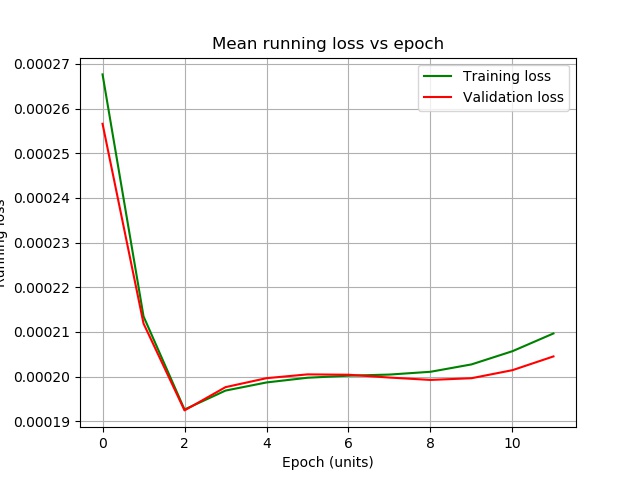 Mean running loss vs epoch
Training loss
Validation loss
0.00027
0.00026
0.00025
0.00024
0.00023
0.00022
0.00021
0.00020
0.00019
Running loss
0 2 4 6 8 10
Epoch (units)